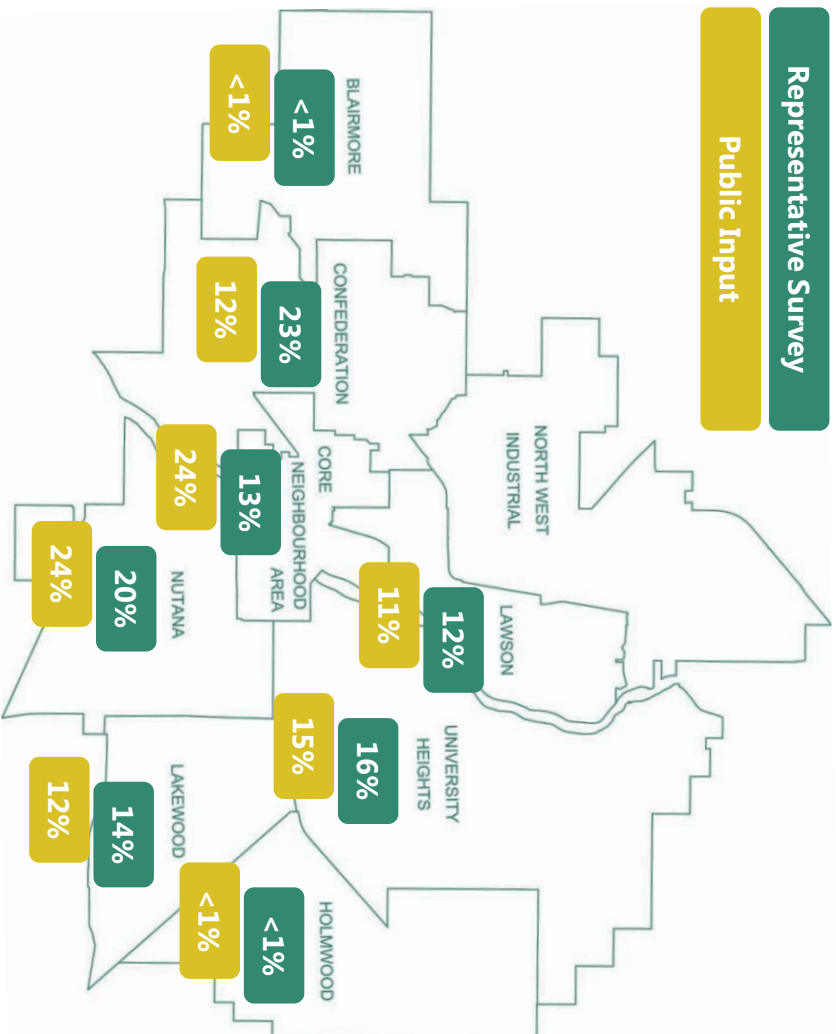 Representative Survey
Public Input
NORTH WEST
INDUSTRIAL
LAWSON
12%
11%
UNIVERSITY
HEIGHTS
16%
15%
BLAIRMORE
<1%
<1%
CONFEDERATION
23%
12%
CORE
NEIGHBOURHOOD
AREA
13%
24%
HOLMWOOD
<1%
<1%
NUTANA
20%
24%
LAKEWOOD
14%
12%